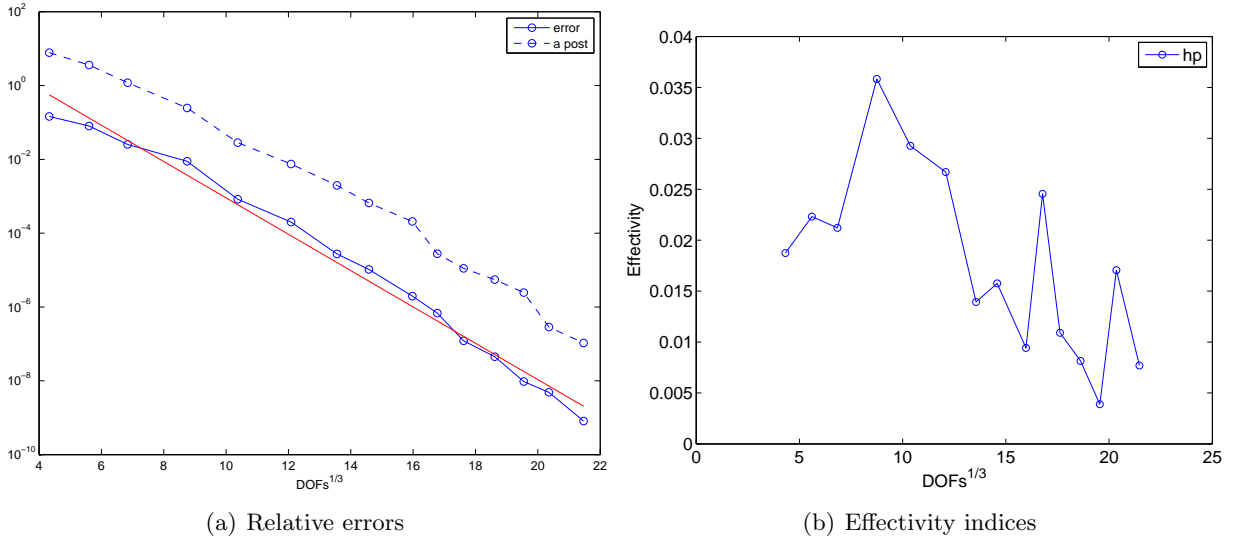 10^2
10^0
10^−2
10^−4
10^−6
10^−8
10^−10
4 6 8 10 12 14 16 18 20 22
DOFs^1/3
error
a post
(a) Relative errors
0.04
0.035
0.03
0.025
0.02
0.015
0.01
0.005
0
0 5 10 15 20 25
Effectivity
DOFs^1/3
hp
(b) Effectivity indices